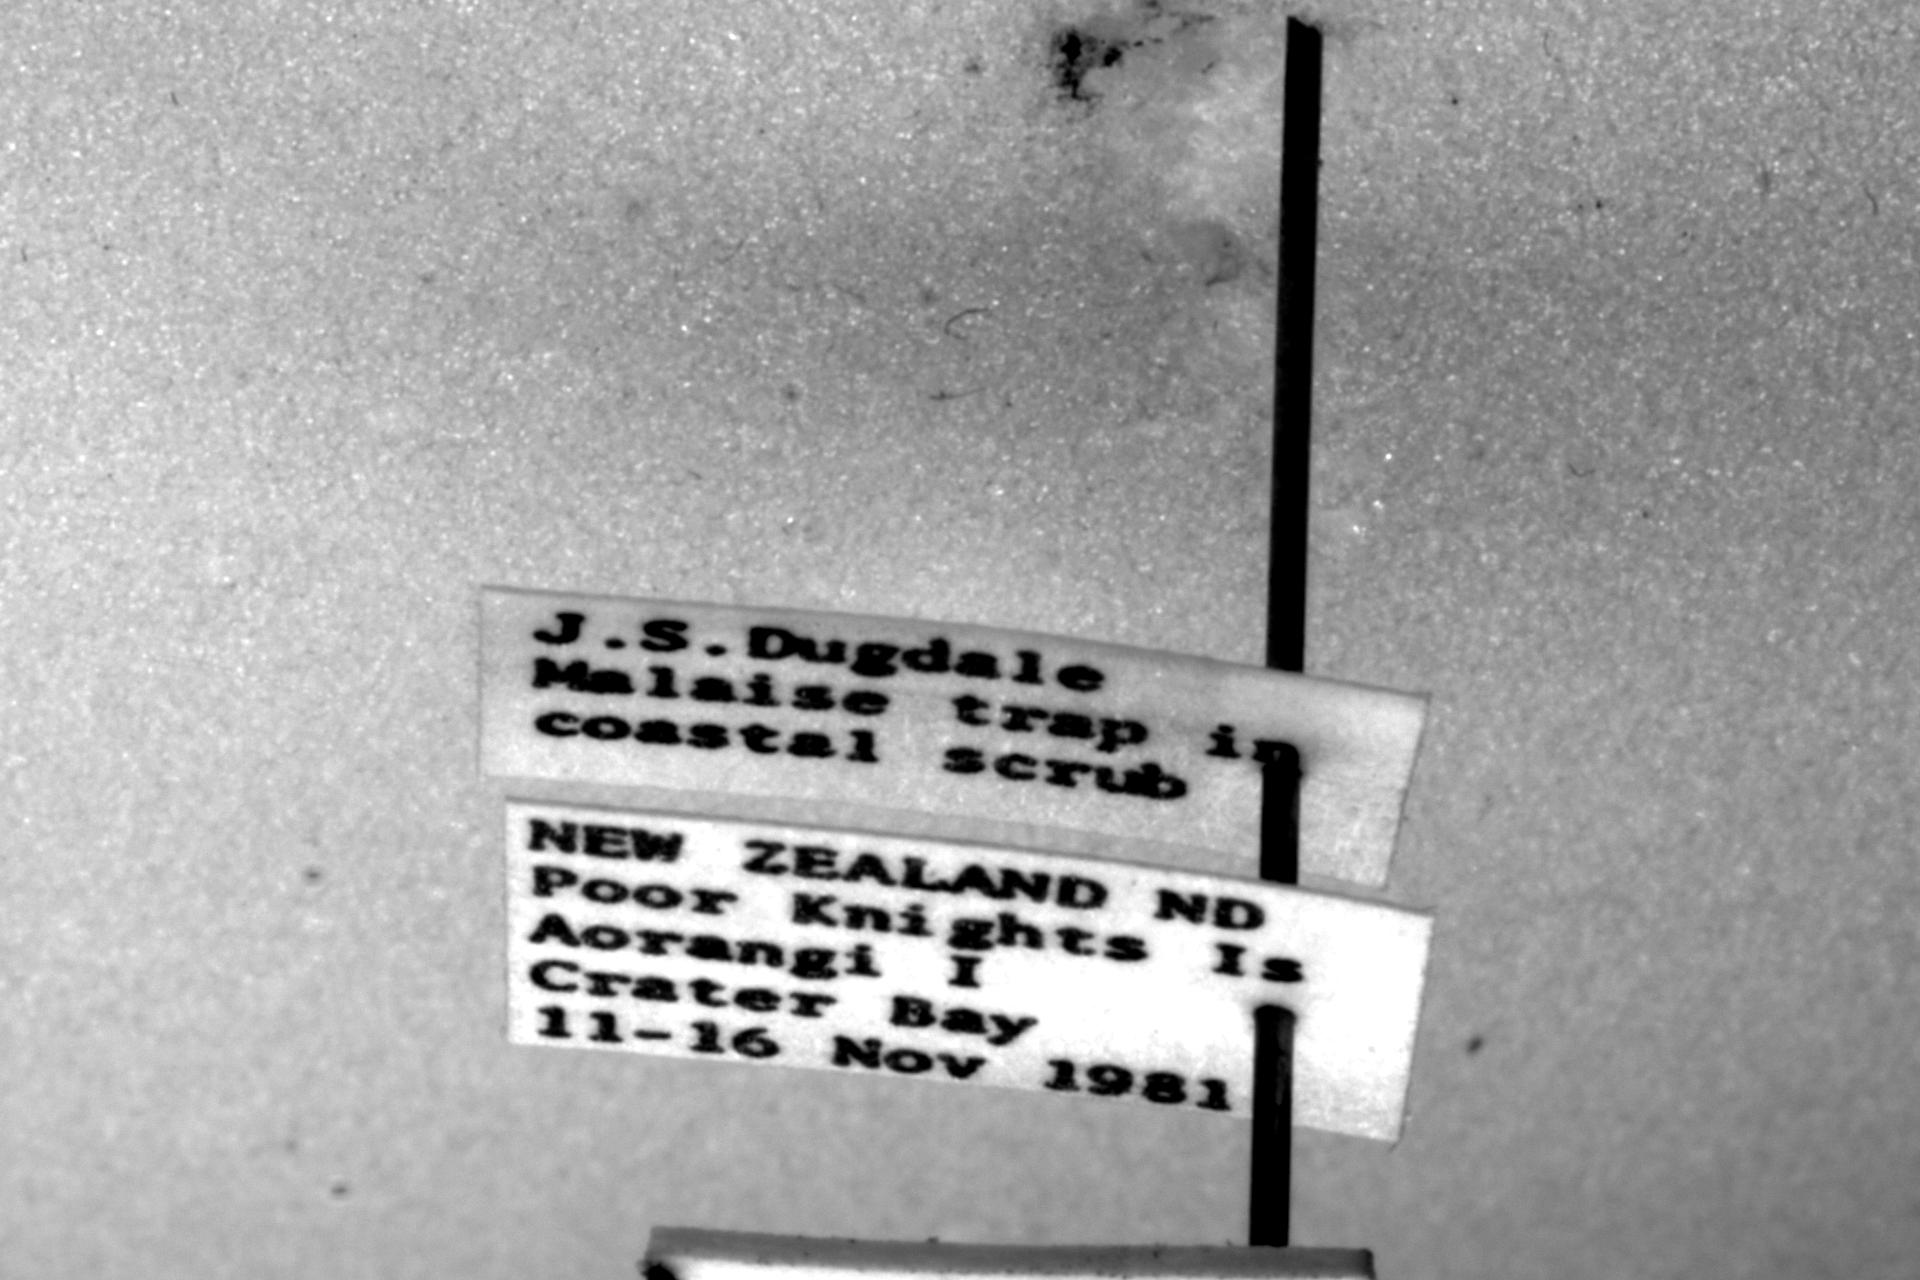 J.S.Dugdale
Malaise trap in
coastal scrub
NEW ZEALAND ND
Poor Knights Is
Aorangi I
Crater Bay
11-16 Nov 1981